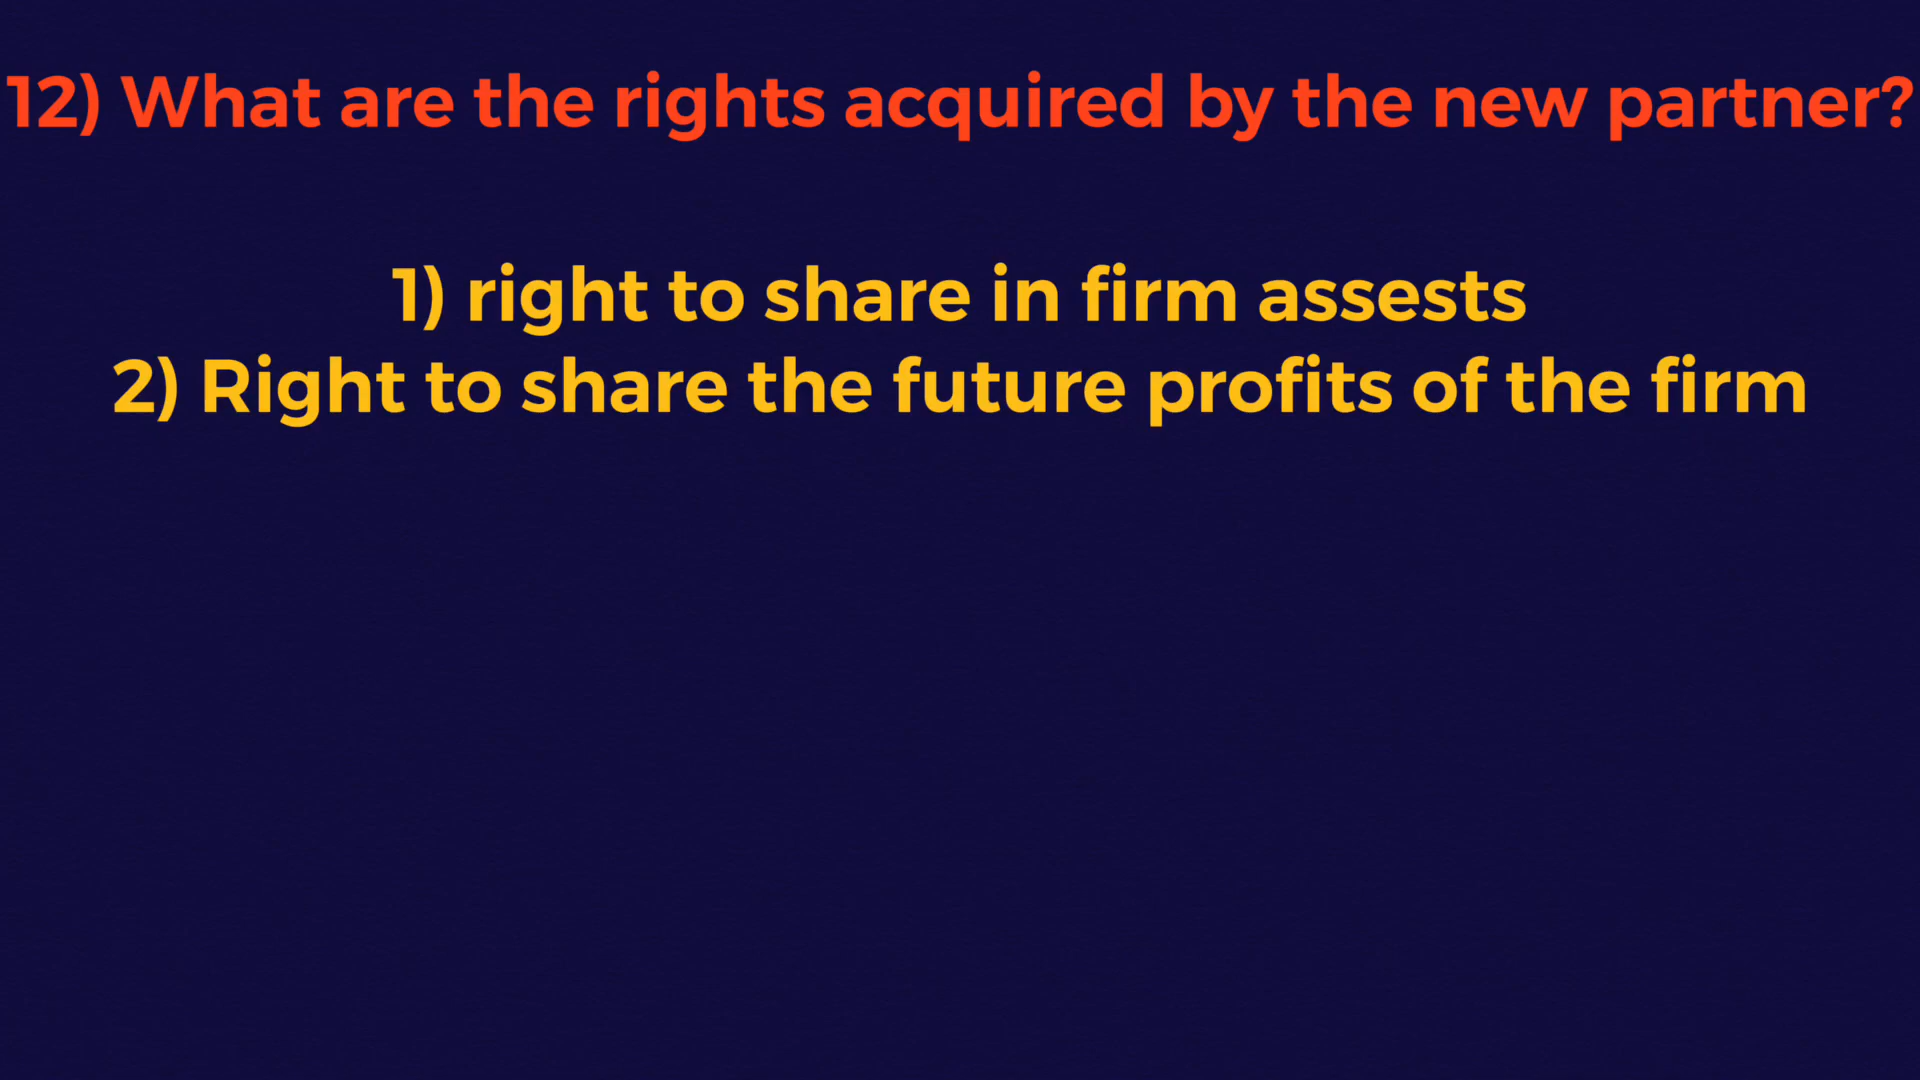 12) What are the rights acquired by the new partner?
1) right to share in firm assests
2) Right to share the future profits of the firm